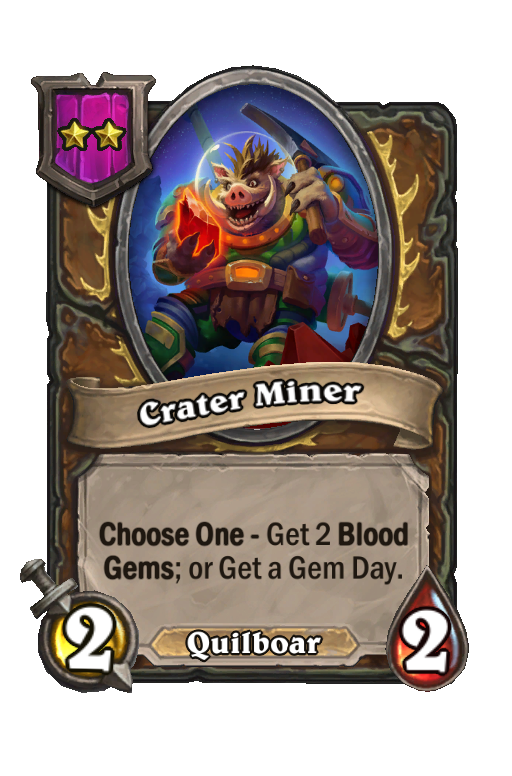 Crater Miner
Choose One - Get 2 Blood
Gems; or Get a Gem Day.
2
Quilboar
2